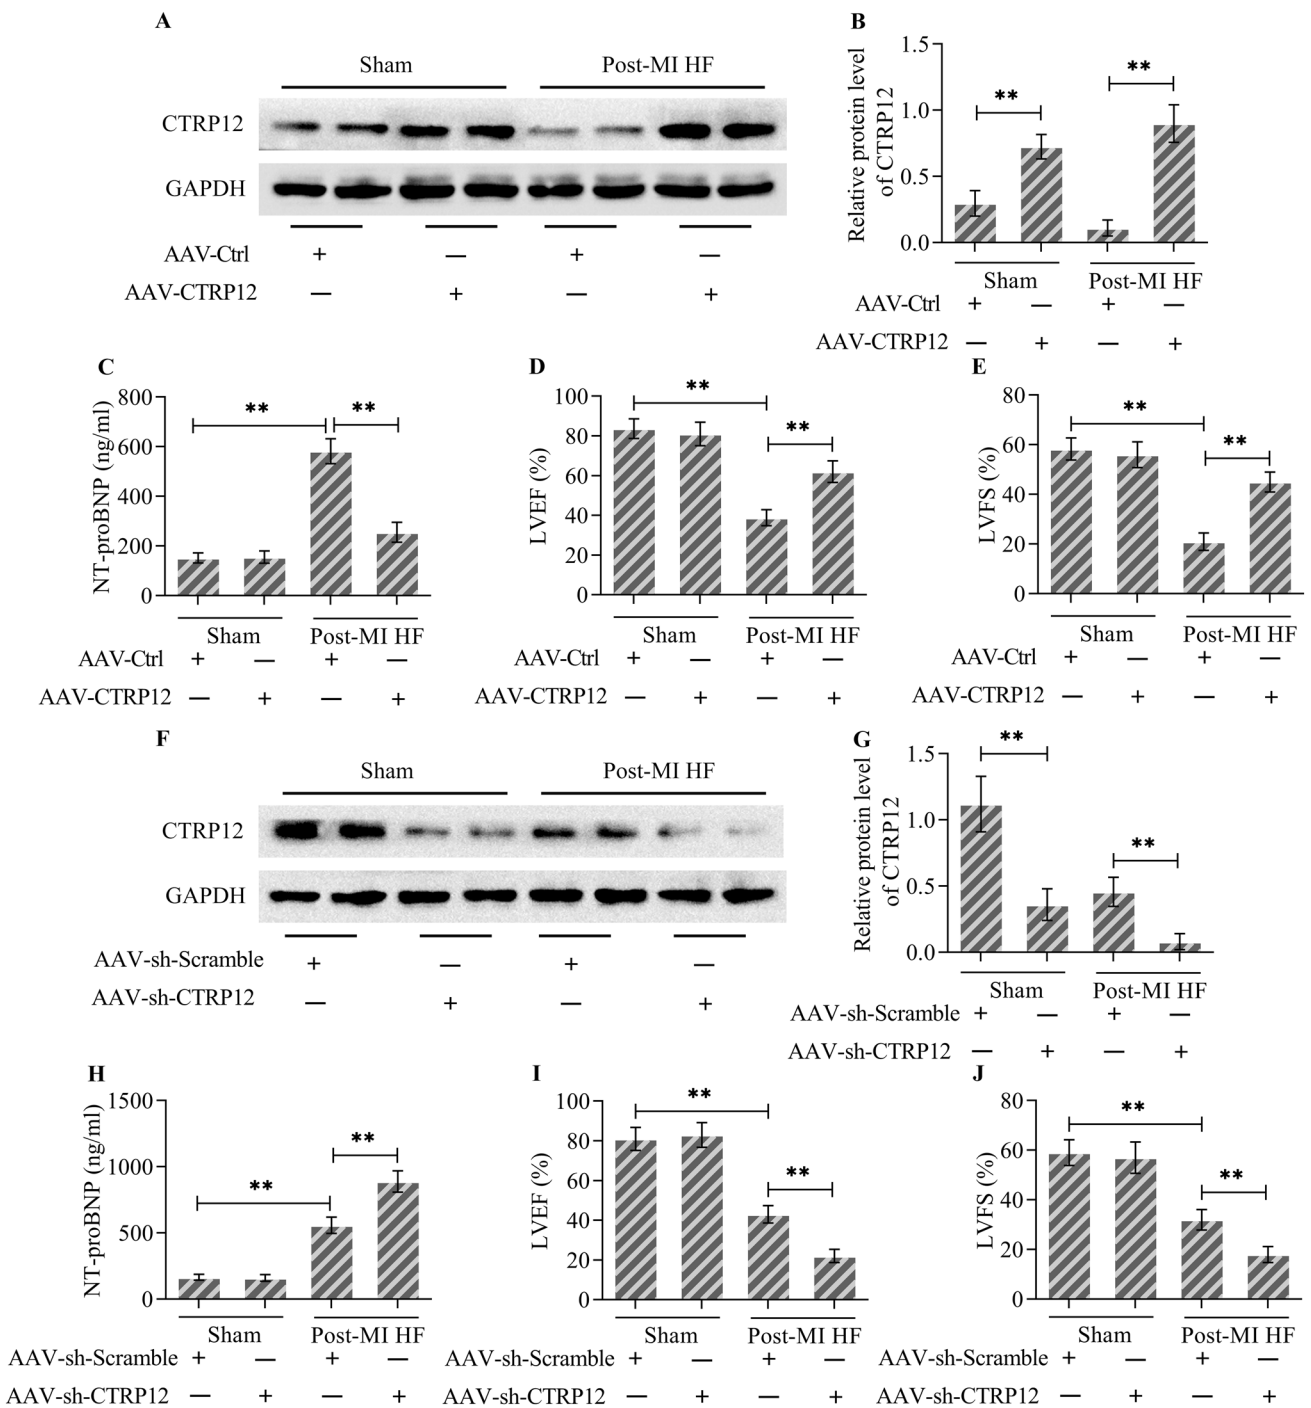 A
Sham
Post-MI HF
CTRP12
GAPDH
AAV-Ctrl + — + —
AAV-CTRP12 — + — +
B
Relative protein level
of CTRP12
1.5
1.0
0.5
0.0
** **
Sham
Post-MI HF
AAV-Ctrl + — + —
AAV-CTRP12 — + — +
C
NT-proBNP (ng/ml)
800
600
400
200
0
** **
Sham
Post-MI HF
AAV-Ctrl + — + —
AAV-CTRP12 — + — +
D
LVEF (%)
100
80
60
40
20
0
** **
Sham
Post-MI HF
AAV-Ctrl + — + —
AAV-CTRP12 — + — +
E
LVFS (%)
80
60
40
20
0
** **
Sham
Post-MI HF
AAV-Ctrl + — + —
AAV-CTRP12 — + — +
F
Sham
Post-MI HF
CTRP12
GAPDH
AAV-sh-Scramble + — + —
AAV-sh-CTRP12 — + — +
G
Relative protein level
of CTRP12
1.5
1.0
0.5
0.0
** **
Sham
Post-MI HF
AAV-sh-Scramble + — + —
AAV-sh-CTRP12 — + — +
H
NT-proBNP (ng/ml)
1500
1000
500
0
** **
Sham
Post-MI HF
AAV-sh-Scramble + — + —
AAV-sh-CTRP12 — + — +
I
LVEF (%)
100
80
60
40
20
0
** **
Sham
Post-MI HF
AAV-sh-Scramble + — + —
AAV-sh-CTRP12 — + — +
J
LVFS (%)
80
60
40
20
0
** **
Sham
Post-MI HF
AAV-sh-Scramble + — + —
AAV-sh-CTRP12 — + — +